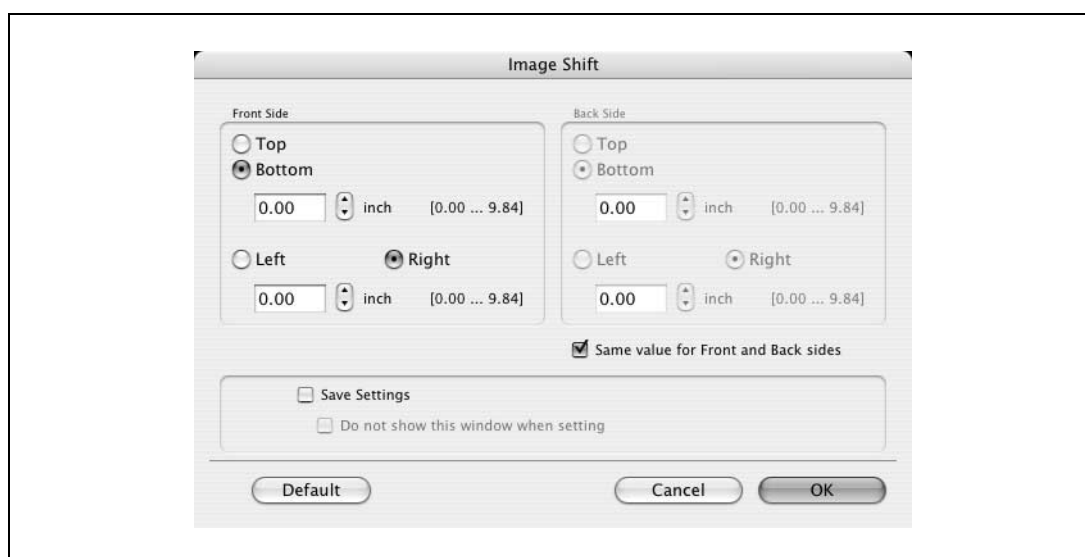 Image Shift
Front Side
Top
Bottom
0.00 inch [0.00 ... 9.84]
Left Right
0.00 inch [0.00 ... 9.84]
Back Side
Top
Bottom
0.00 inch [0.00 ... 9.84]
Left Right
0.00 inch [0.00 ... 9.84]
Same value for Front and Back sides
Save Settings
Do not show this window when setting
Default Cancel OK